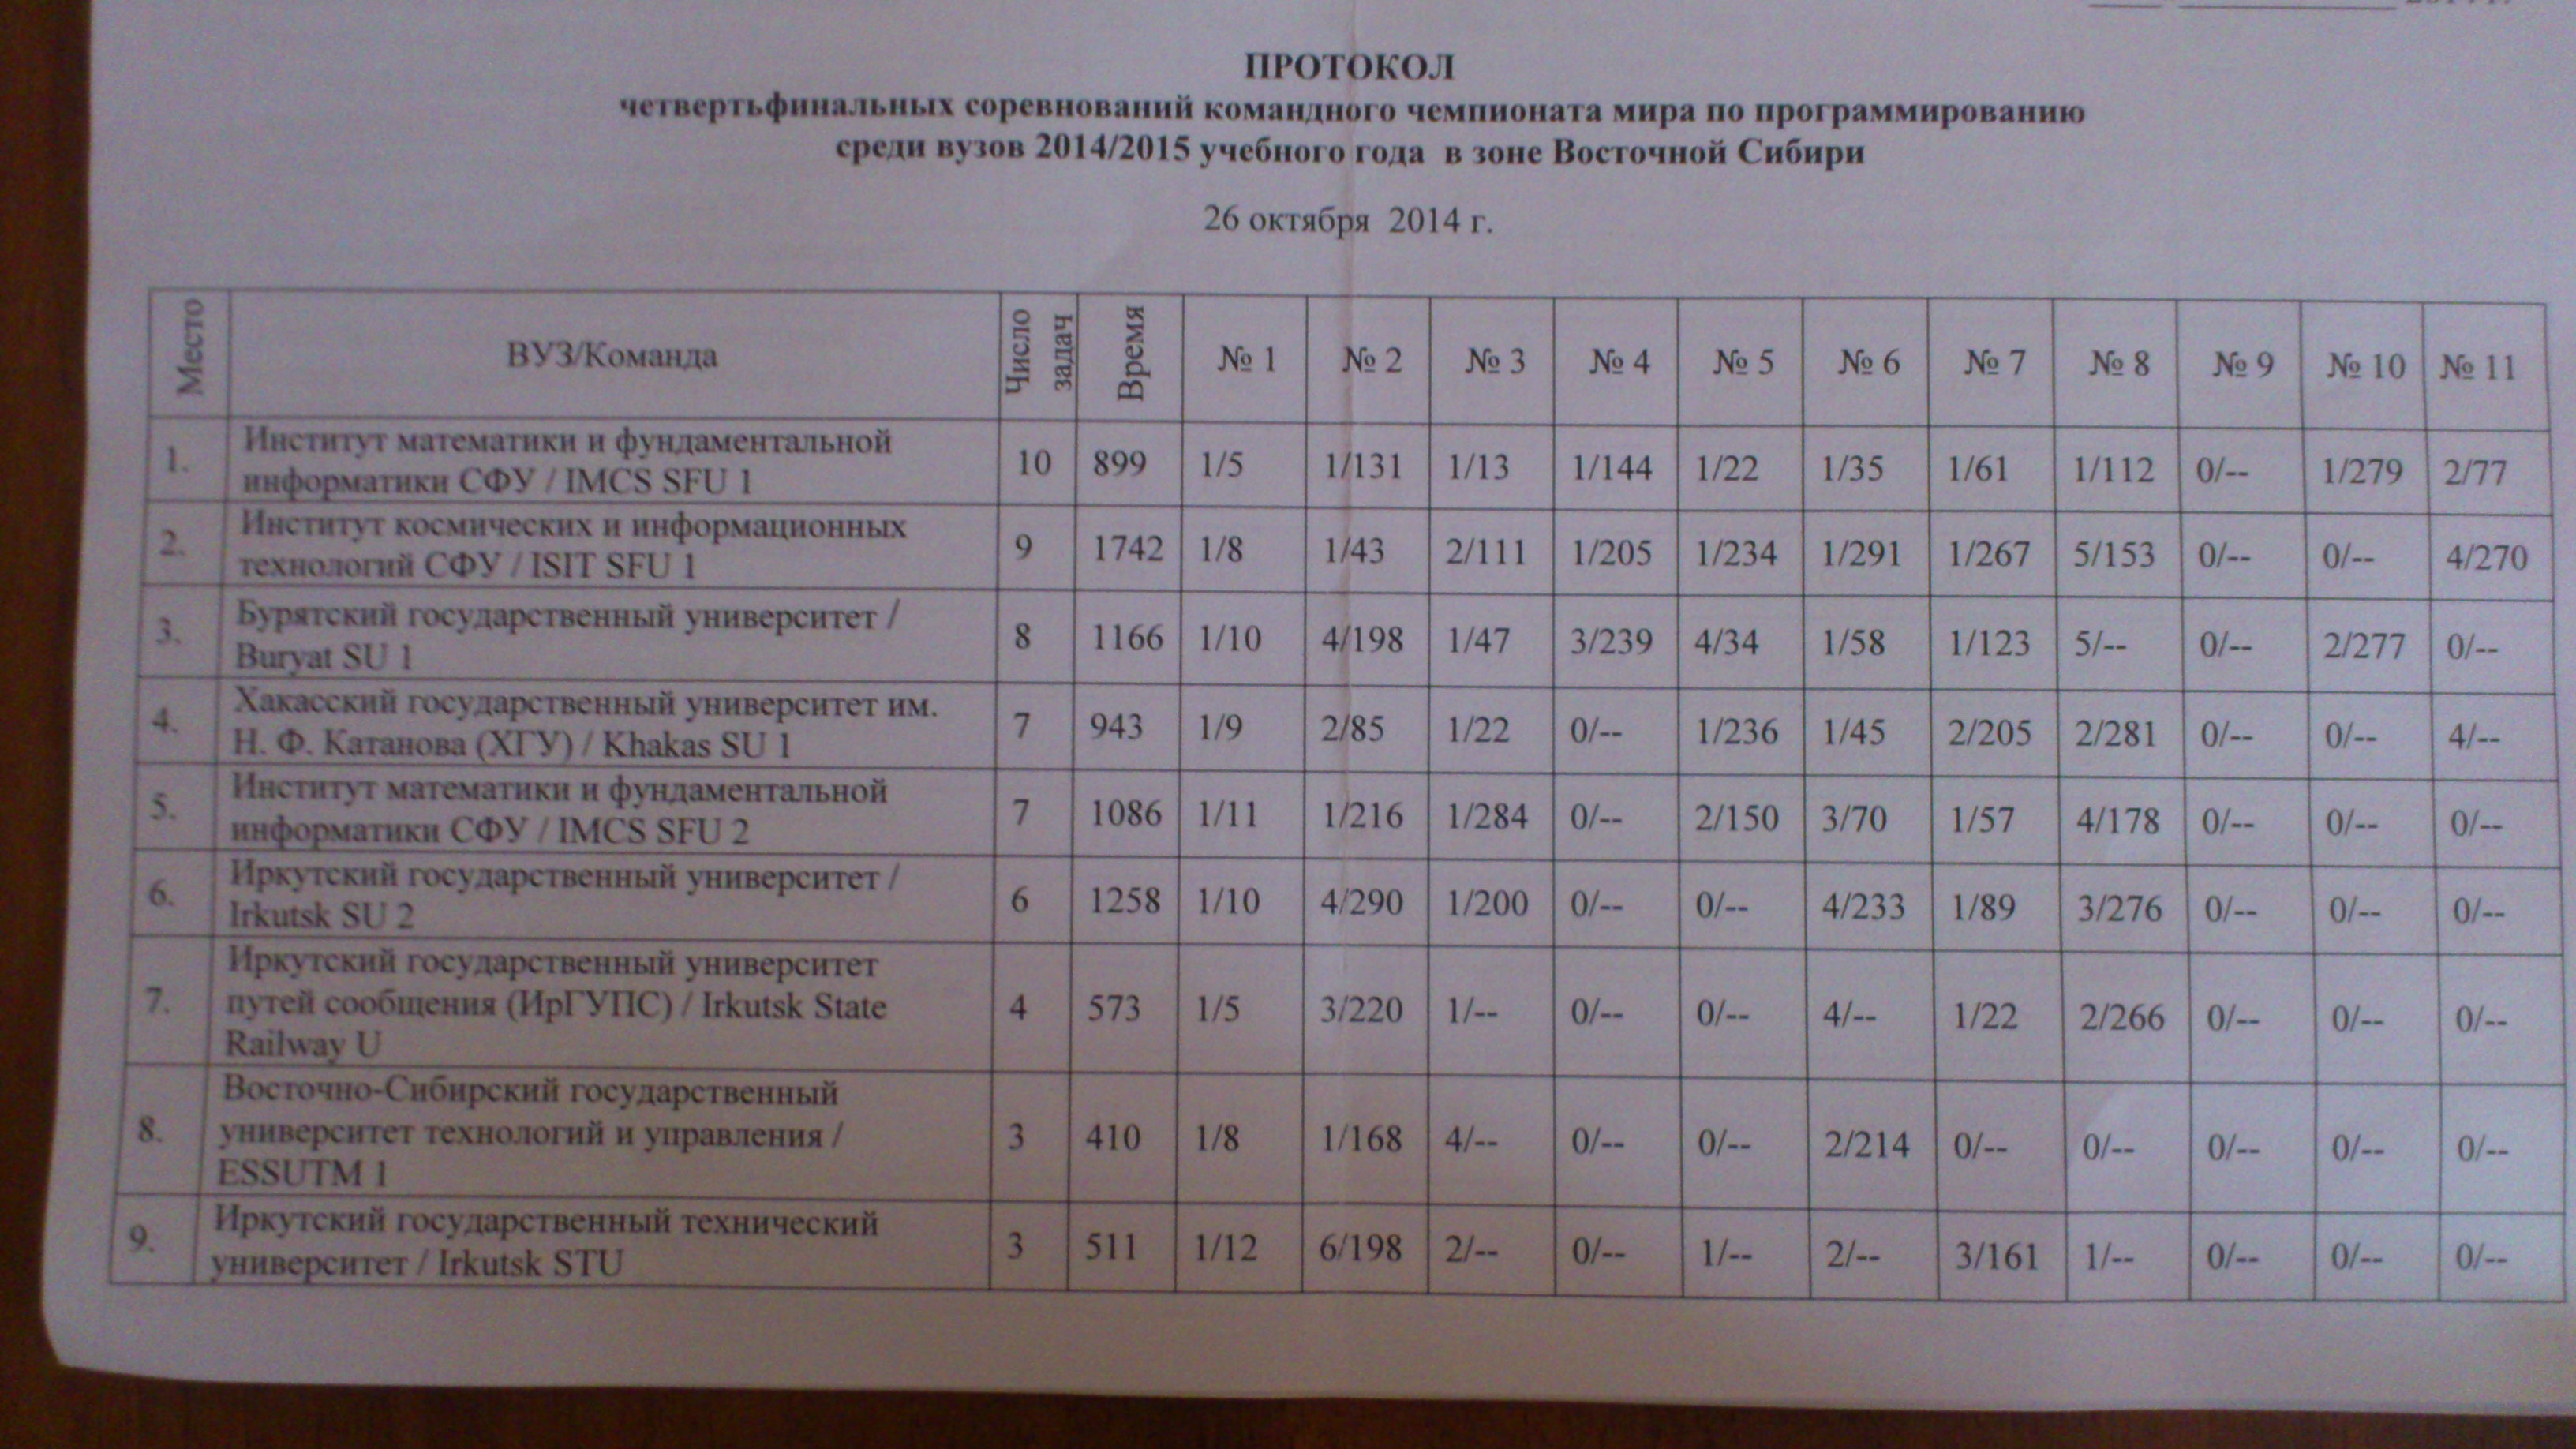 ПРОТОКОЛ
четвертьфинальных соревнований командного чемпионата мира по программированию
среди вузов 2014/2015 учебного года в зоне Восточной Сибири
26 октября 2014 г.
Место ВУЗ/Команда Число задач Время № 1 № 2 № 3 № 4 № 5 № 6 № 7 № 8 № 9 № 10 № 11
1. Институт математики и фундаментальной
информатики СФУ / IMCS SFU 1 10 899 1/5 1/131 1/13 1/144 1/22 1/35 1/61 1/112 0/-- 1/279 2/77
2. Институт космических и информационных
технологий СФУ / ISIT SFU 1 9 1742 1/8 1/43 2/111 1/205 1/234 1/291 1/267 5/153 0/-- 0/-- 4/270
3. Бурятский государственный университет /
Buryat SU 1 8 1166 1/10 4/198 1/47 3/239 4/34 1/58 1/123 5/-- 0/-- 2/277 0/--
4. Хакасский государственный университет им.
Н. Ф. Катанова (ХГУ) / Khakas SU 1 7 943 1/9 2/85 1/22 0/-- 1/236 1/45 2/205 2/281 0/-- 0/-- 4/--
5. Институт математики и фундаментальной
информатики СФУ / IMCS SFU 2 7 1086 1/11 1/216 1/284 0/-- 2/150 3/70 1/57 4/178 0/-- 0/-- 0/--
6. Иркутский государственный университет /
Irkutsk SU 2 6 1258 1/10 4/290 1/200 0/-- 0/-- 4/233 1/89 3/276 0/-- 0/-- 0/--
7. Иркутский государственный университет
путей сообщения (ИрГУПС) / Irkutsk State
Railway U 4 573 1/5 3/220 1/-- 0/-- 0/-- 4/-- 1/22 2/266 0/-- 0/-- 0/--
8. Восточно-Сибирский государственный
университет технологий и управления /
ESSUTM 1 3 410 1/8 1/168 4/-- 0/-- 0/-- 2/214 0/-- 0/-- 0/-- 0/-- 0/--
9. Иркутский государственный технический
университет / Irkutsk STU 3 511 1/12 6/198 2/-- 0/-- 1/-- 2/-- 3/161 1/-- 0/-- 0/-- 0/--